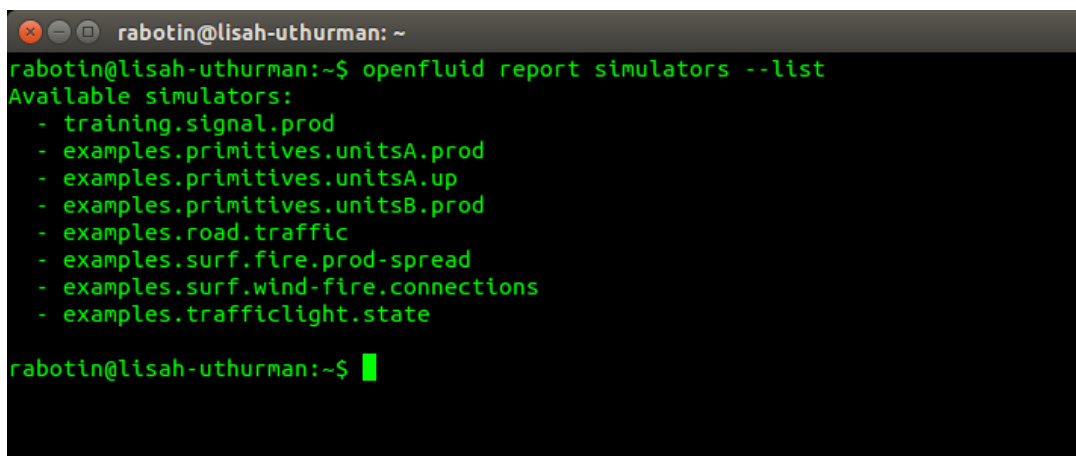 rabotin@lisah-uthurman: ~
rabotin@lisah-uthurman:~$ openfluid report simulators --list
Available simulators:
  - training.signal.prod
  - examples.primitives.unitsA.prod
  - examples.primitives.unitsA.up
  - examples.primitives.unitsB.prod
  - examples.road.traffic
  - examples.surf.fire.prod-spread
  - examples.surf.wind-fire.connections
  - examples.trafficlight.state
rabotin@lisah-uthurman:~$